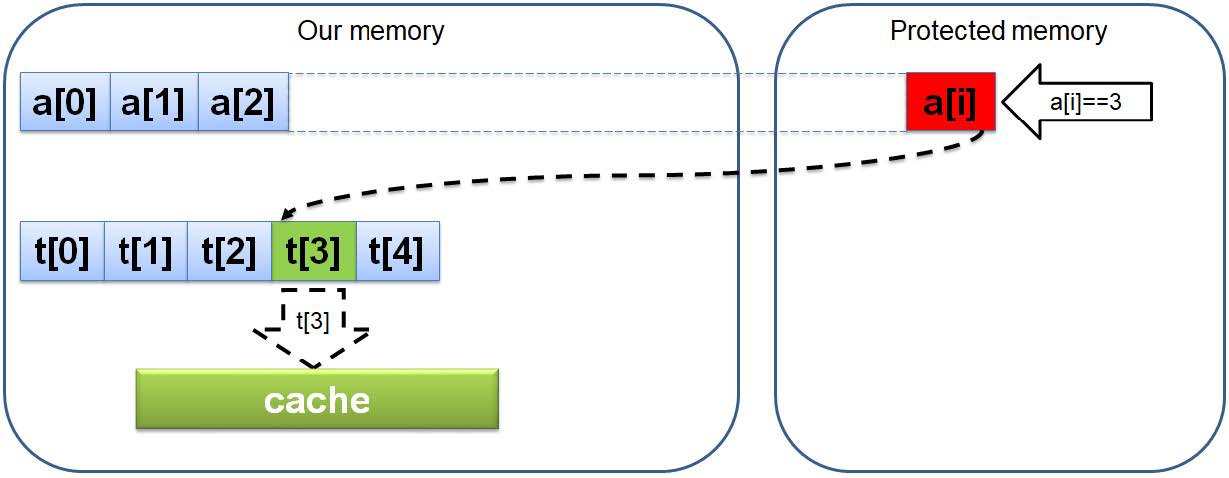 Our memory
Protected memory
a[0] a[1] a[2]
a[i]
a[i]==3
t[0] t[1] t[2] t[3] t[4]
t[3]
cache